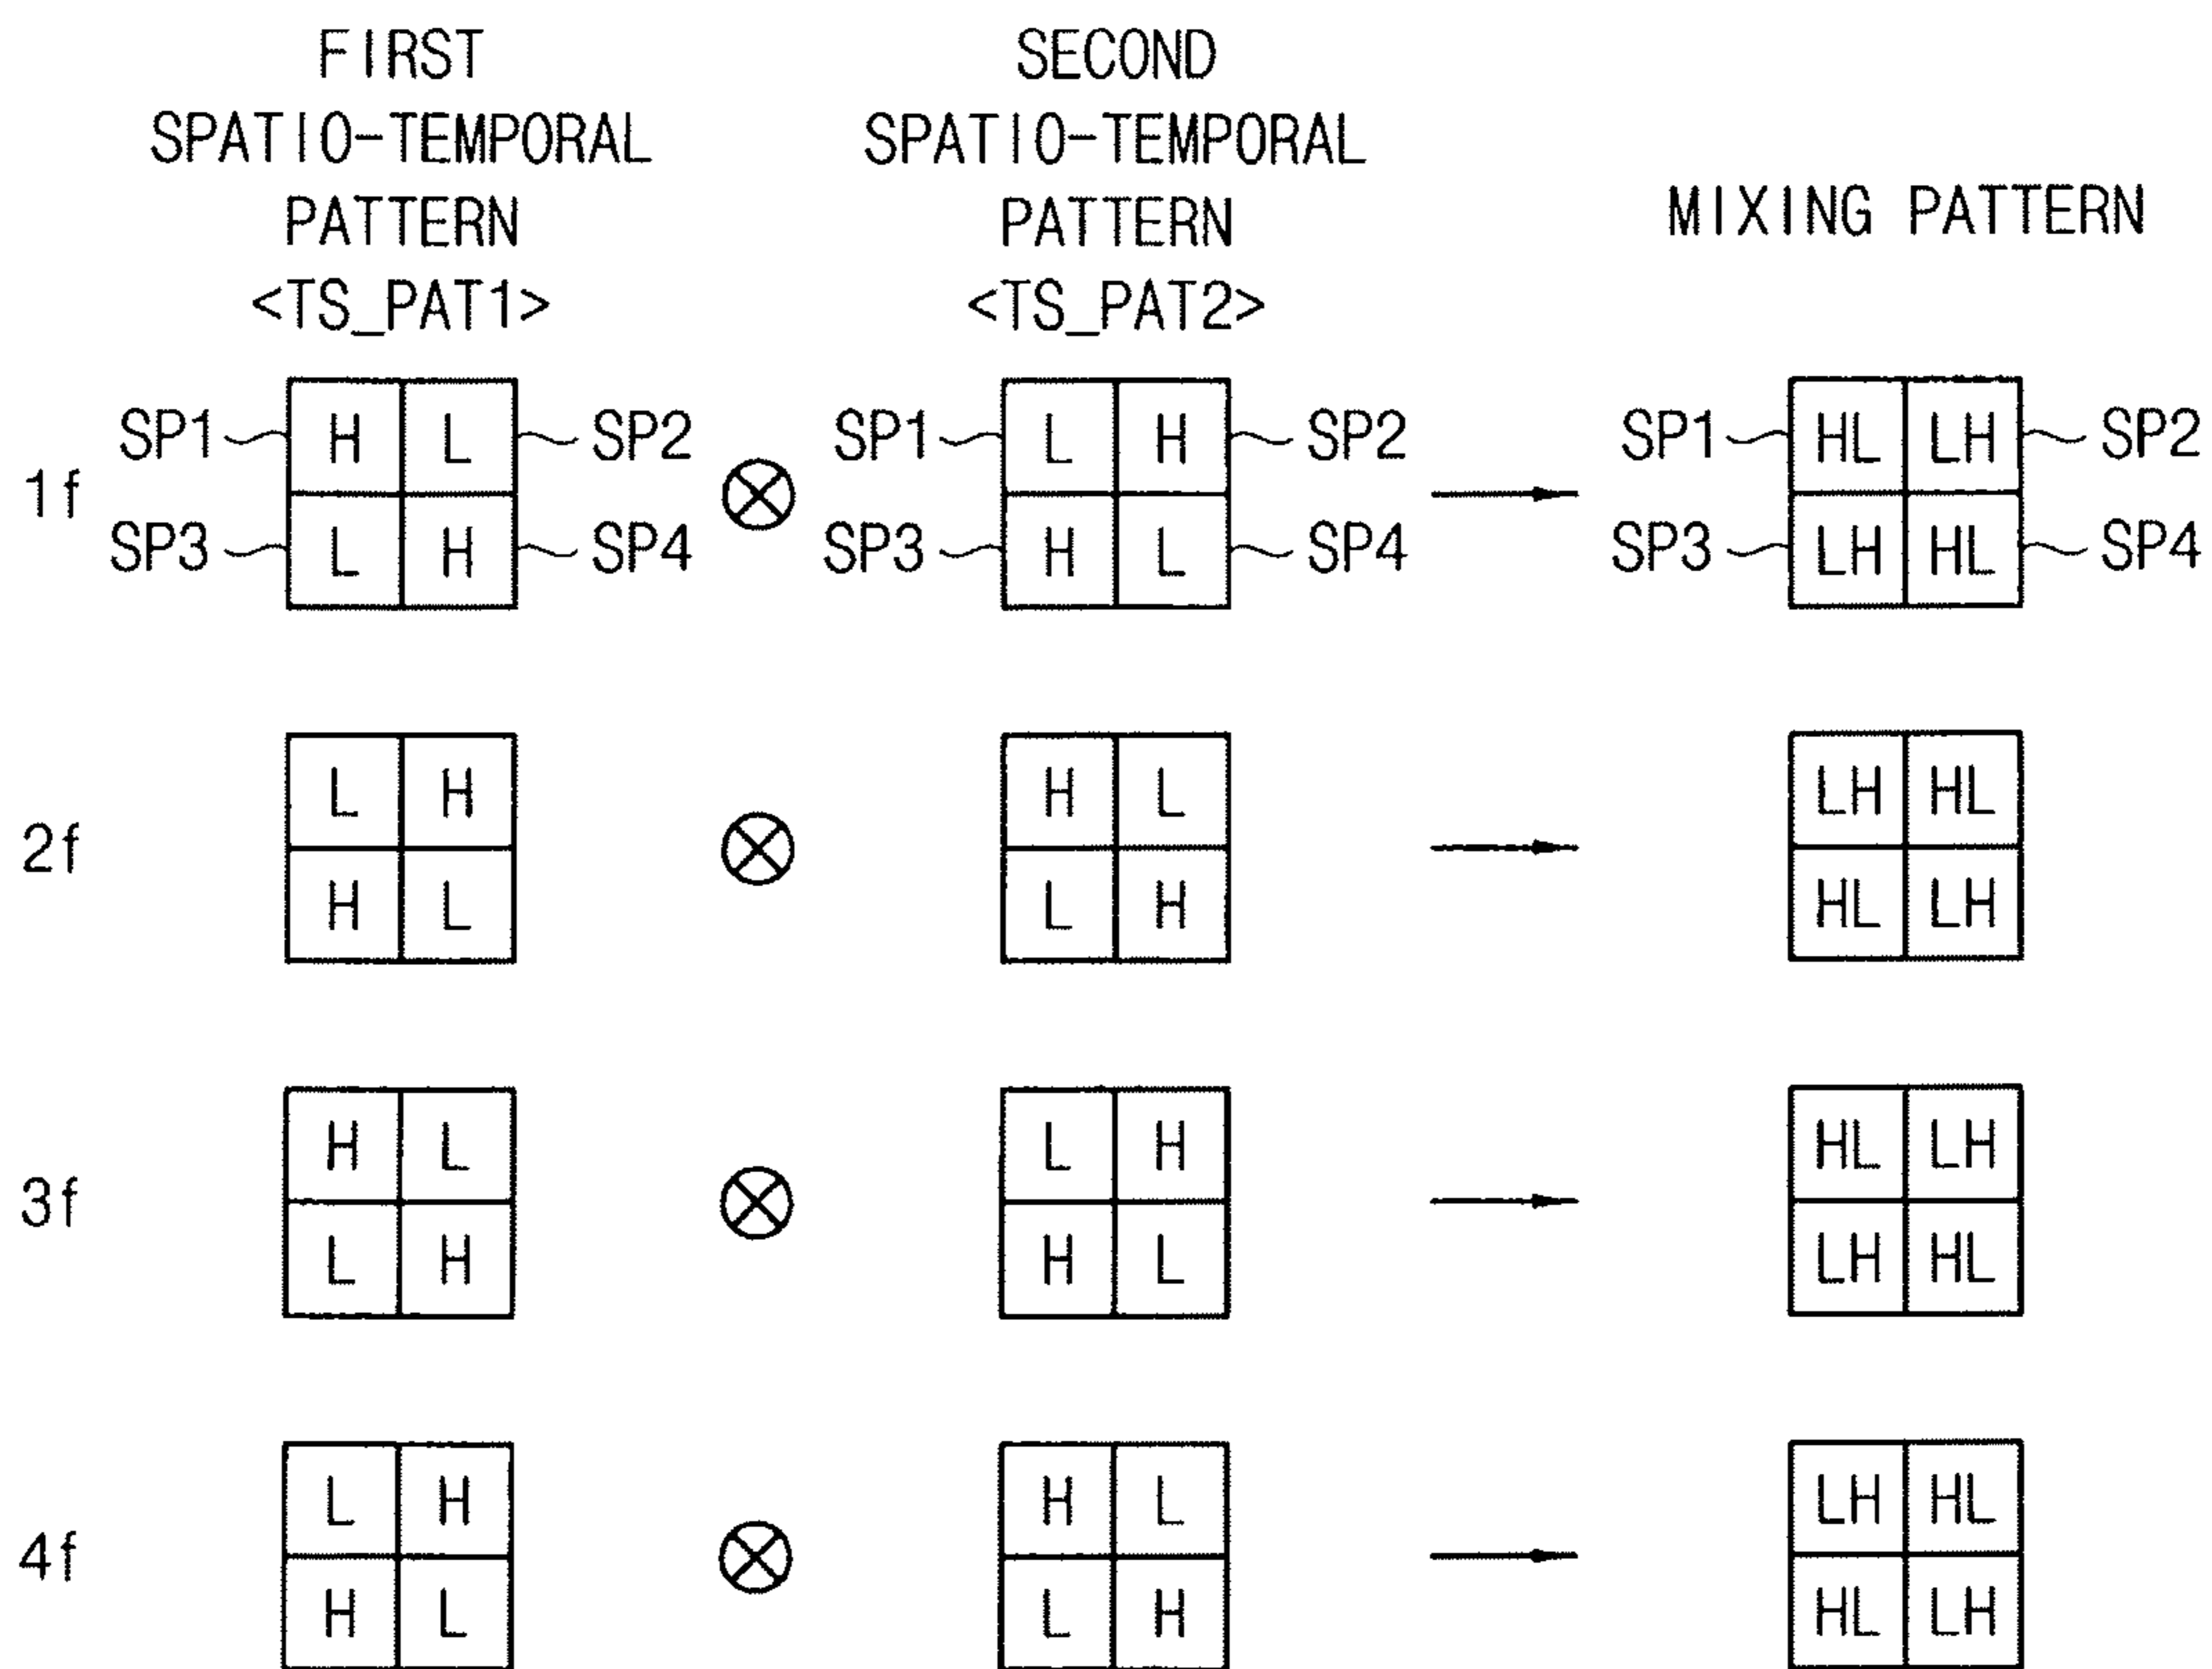 FIRST
SPATIO-TEMPORAL
PATTERN
<TS_PAT1>
SECOND
SPATIO-TEMPORAL
PATTERN
<TS_PAT2>
MIXING PATTERN
1f
SP1 H L SP2
SP3 L H SP4
SP1 L H SP2
SP3 H L SP4
SP1 HL LH SP2
SP3 LH HL SP4
2f
L H
H L
H L
L H
LH HL
HL LH
3f
H L
L H
L H
H L
HL LH
LH HL
4f
L H
H L
H L
L H
LH HL
HL LH